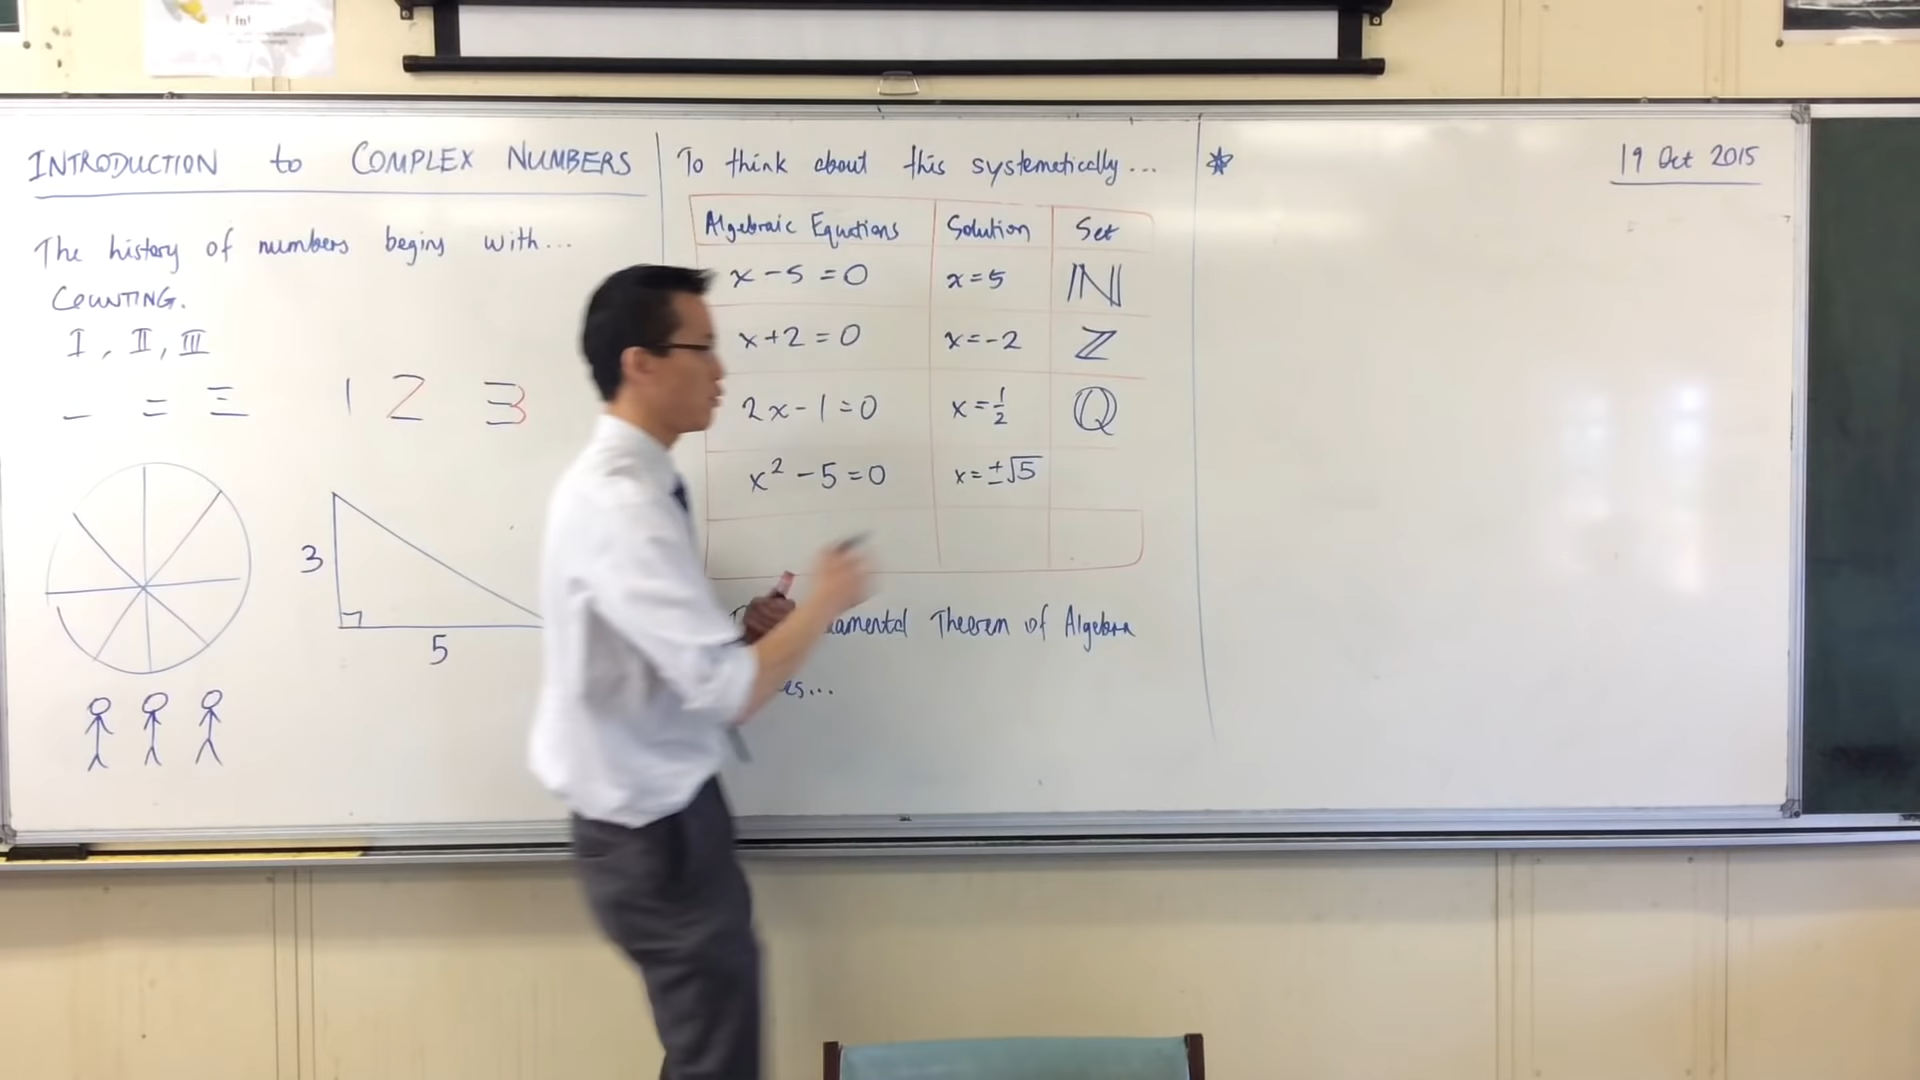 INTRODUCTION to COMPLEX NUMBERS
The history of numbers begins with...
COUNTING.
I, II, III
一 二 三 1 2 3
3
5
To think about this systematically...
Algebraic Equations Solution Set
x - 5 = 0 x = 5 ℕ
x + 2 = 0 x = -2 ℤ
2x - 1 = 0 x = 1/2 ℚ
x² - 5 = 0 x = ±√5
Theorem of Algebra
*
19 Oct 2015